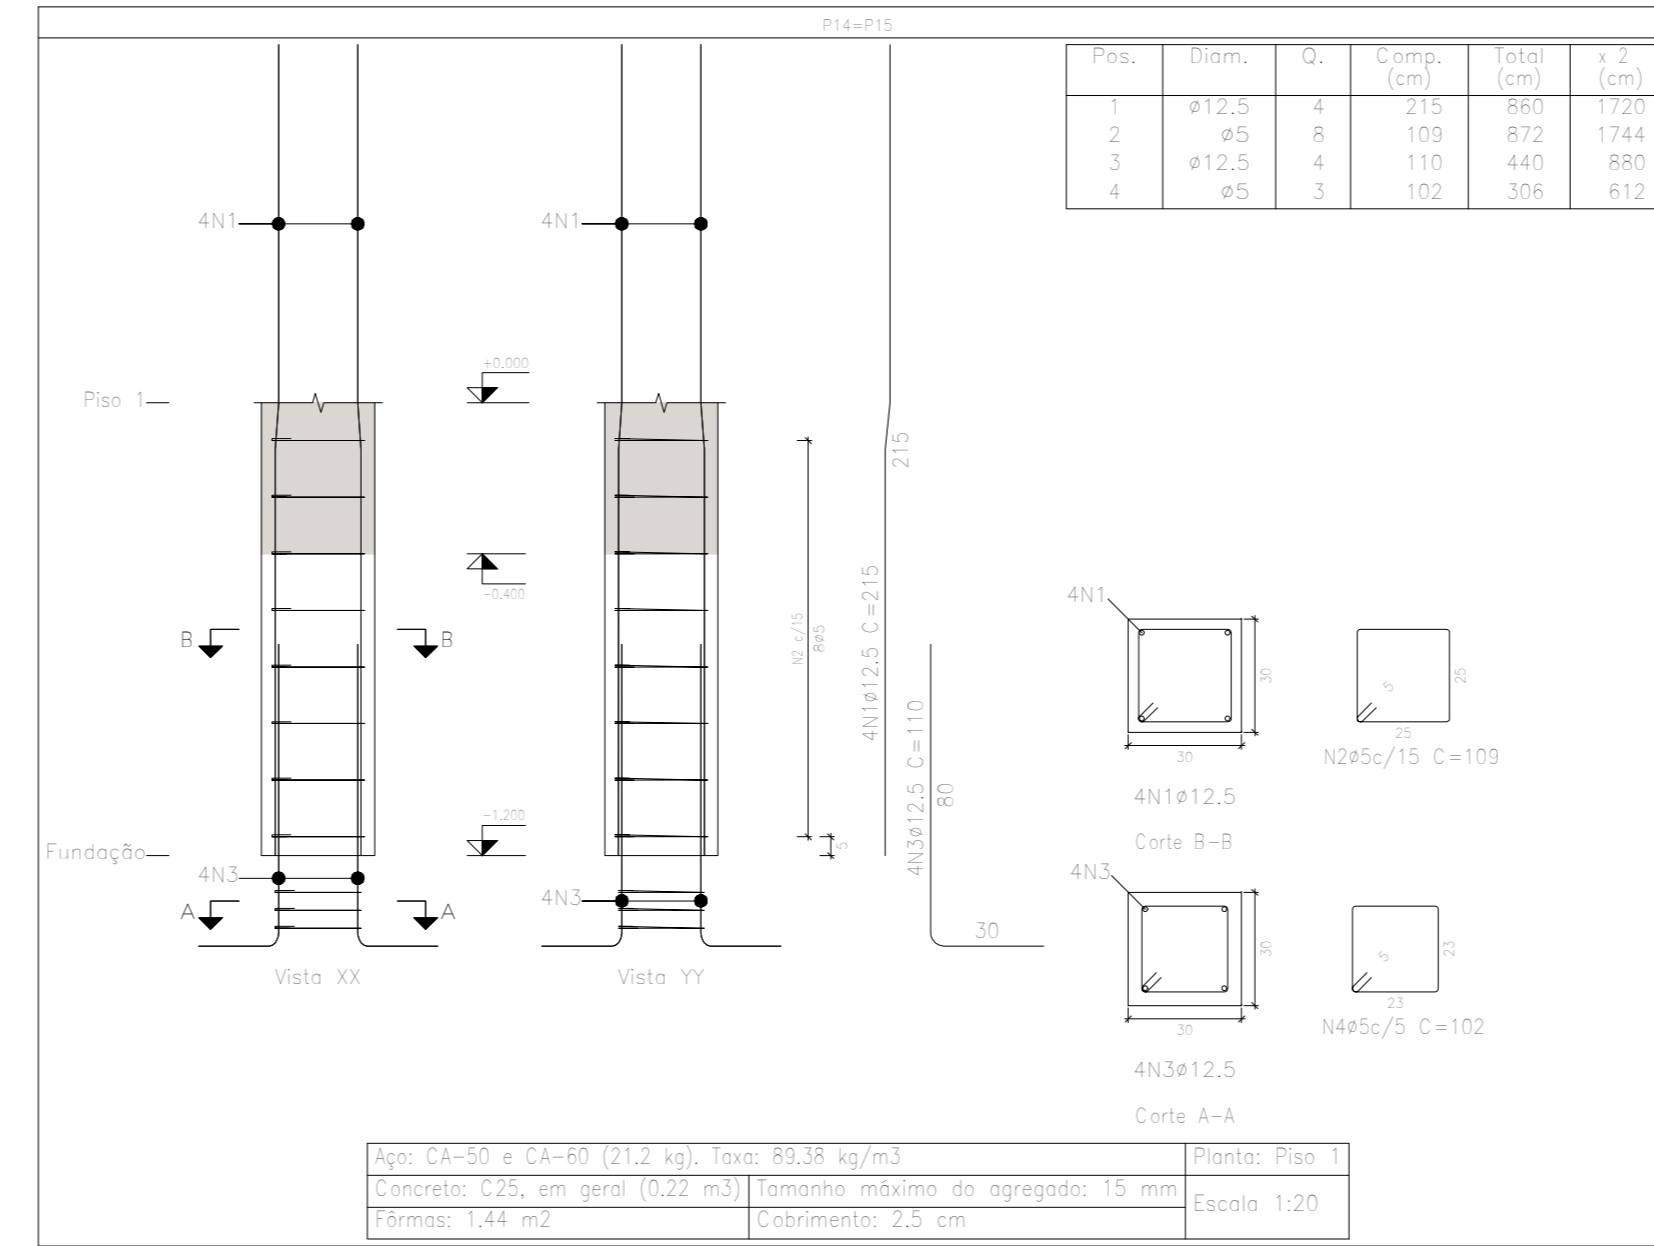 P14=P15
Pos. Diam. Q. Comp. (cm) Total (cm) x 2 (cm)
1 ø12.5 4 215 860 1720
2 ø5 8 109 872 1744
3 ø12.5 4 110 440 880
4 ø5 3 102 306 612
4N1
4N1
+0.000
Piso 1
215
-0.400
N2 c/15
8ø5
4N1ø12.5 C=215
B B
4N3ø12.5 C=110
80
-1.200
5
Fundação
4N3
4N3
A A
30
Vista XX
Vista YY
4N1
30
30
4N1ø12.5
Corte B-B
5
25
25
N2ø5c/15 C=109
4N3
30
30
4N3ø12.5
Corte A-A
5
23
23
N4ø5c/5 C=102
Aço: CA-50 e CA-60 (21.2 kg). Taxa: 89.38 kg/m3
Planta: Piso 1
Concreto: C25, em geral (0.22 m3)
Tamanho máximo do agregado: 15 mm
Escala 1:20
Fôrmas: 1.44 m2
Cobrimento: 2.5 cm